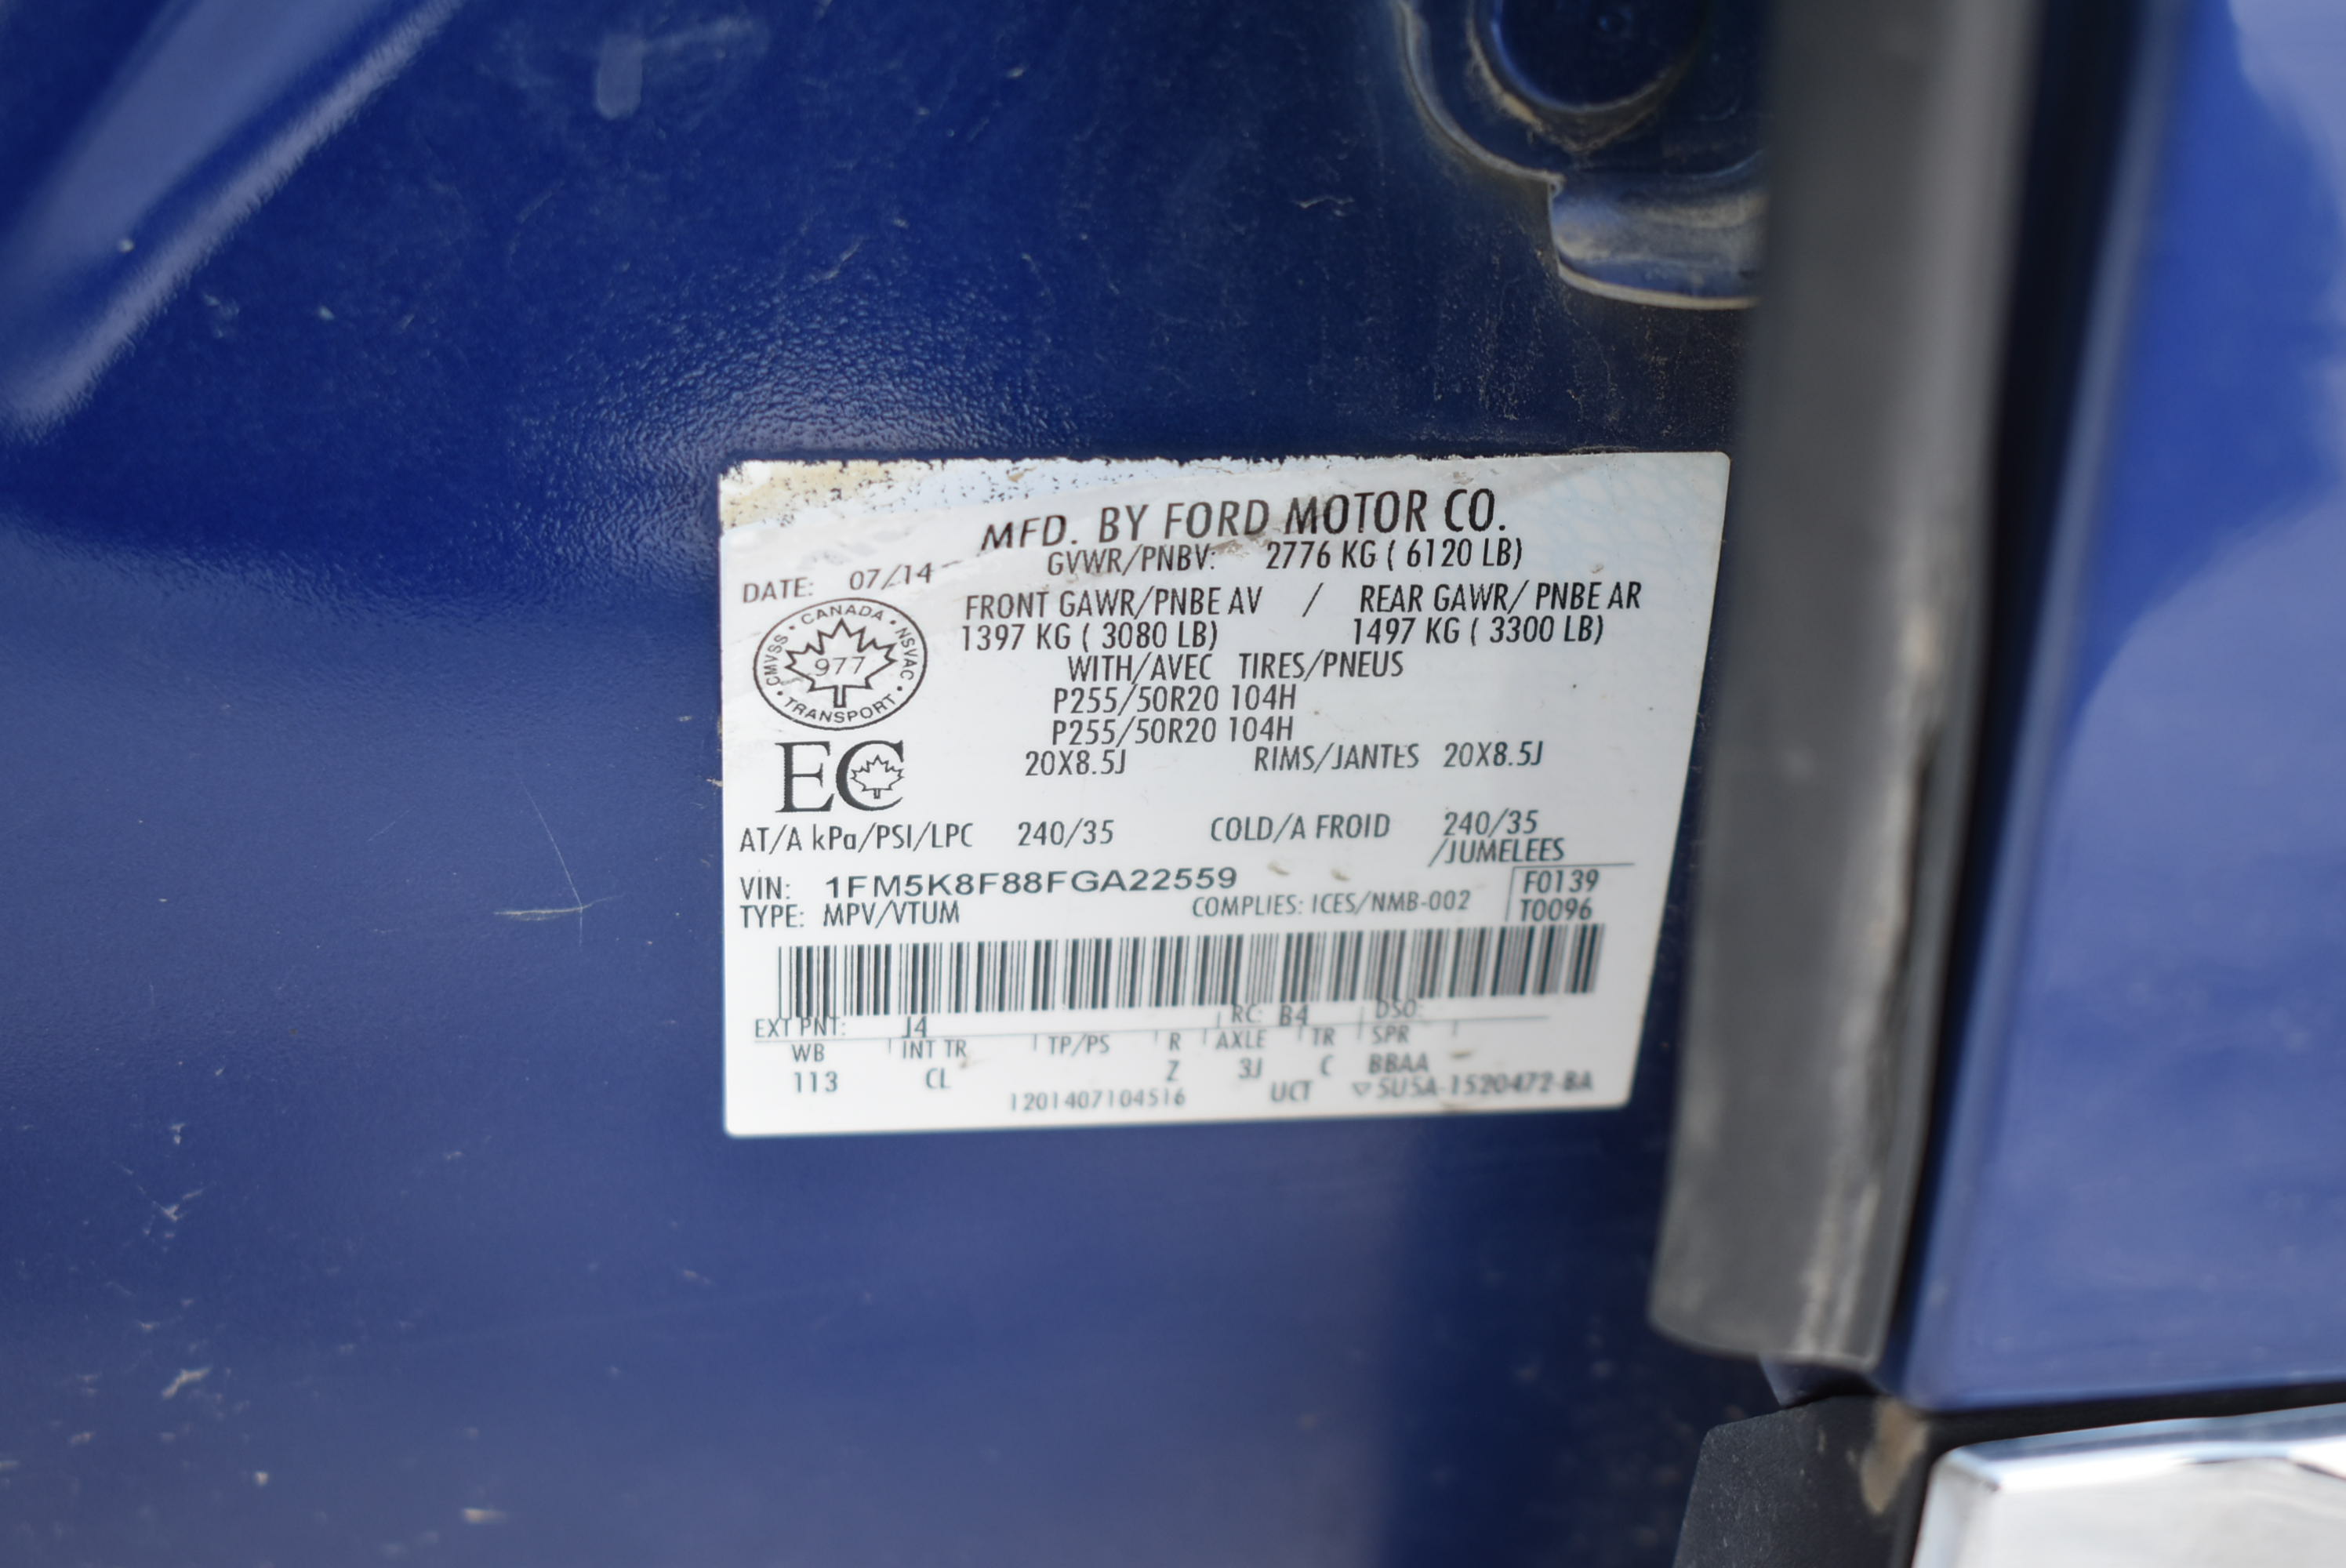 MFD. BY FORD MOTOR CO.
DATE: 07/14
GVWR/PNBV: 2776 KG ( 6120 LB)
FRONT GAWR/PNBE AV / REAR GAWR/ PNBE AR
1397 KG ( 3080 LB) 1497 KG ( 3300 LB)
WITH/AVEC TIRES/PNEUS
P255/50R20 104H
P255/50R20 104H
20X8.5J RIMS/JANTES 20X8.5J
CANADA · NSVAC · TRANSPORT · CMVSS ·
977
EC
AT/A kPa/PSI/LPC 240/35 COLD/A FROID 240/35
/JUMELEES
VIN: 1FM5K8F88FGA22559
F0139
TYPE: MPV/VTUM COMPLIES: ICES/NMB-002 T0096
EXT PNT: J4 RC: B4 DSO:
WB INT TR TP/PS R AXLE TR SPR
113 CL Z 3J C BBAA
1201407104516 UCT ▽5U5A-1520472-BA